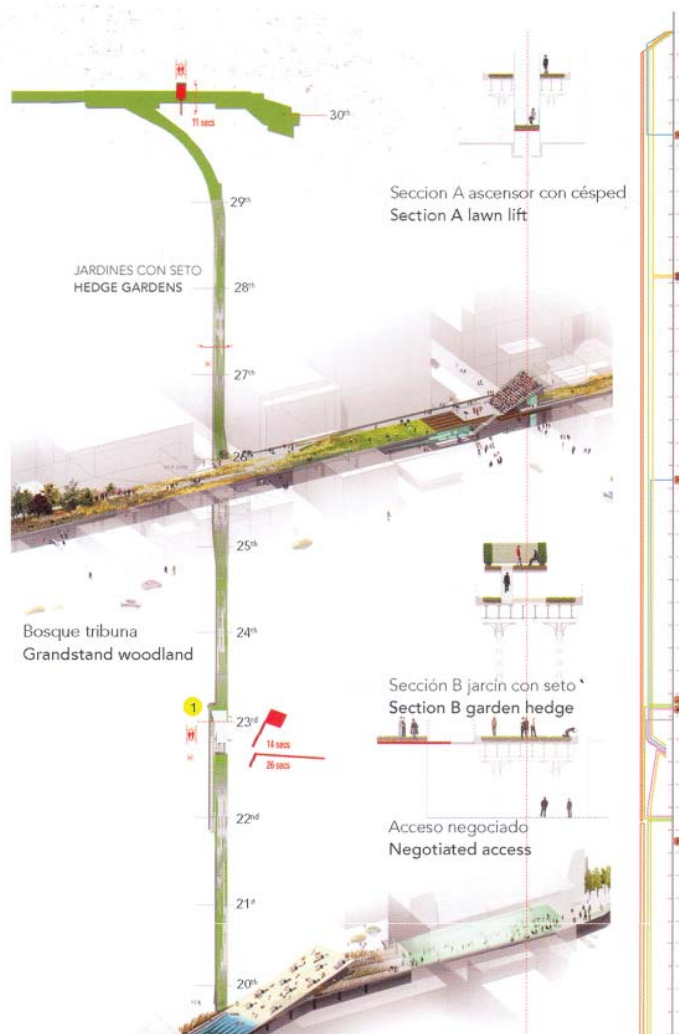 30th
11 secs
Seccion A ascensor con césped
Section A lawn lift
29th
JARDINES CON SETO
HEDGE GARDENS
28th
27th
26th
25th
Bosque tribuna
Grandstand woodland
24th
Sección B jarcin con seto
Section B garden hedge
1
23rd
14 secs
26 secs
22nd
Acceso negociado
Negotiated access
21st
20th